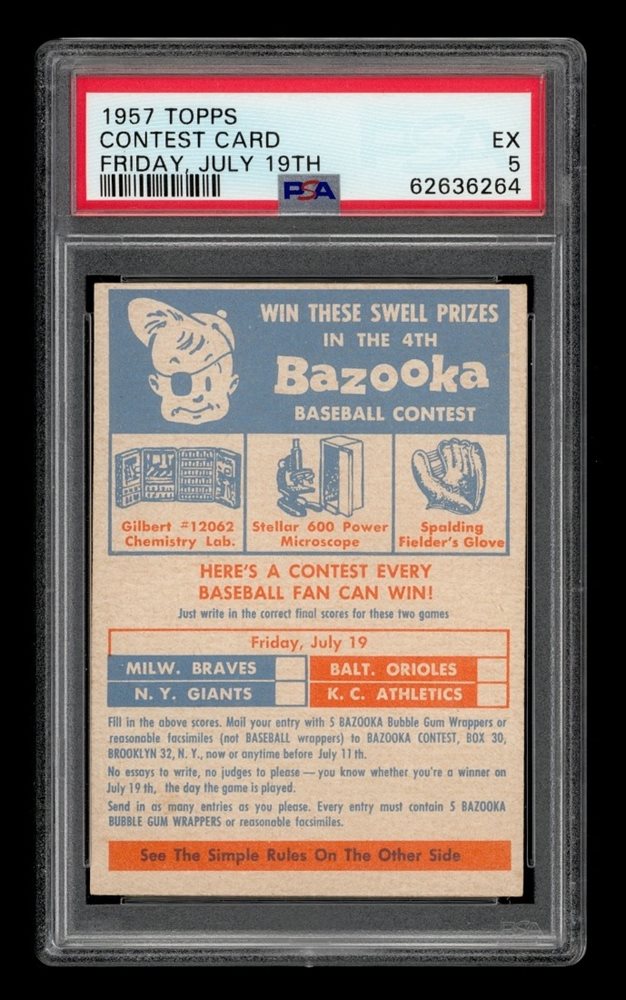 1957 TOPPS
CONTEST CARD EX
FRIDAY, JULY 19TH 5
PSA 62636264
WIN THESE SWELL PRIZES
IN THE 4TH
Bazooka
BASEBALL CONTEST
Gilbert #12062
Chemistry Lab.
Stellar 600 Power
Microscope
Spalding
Fielder's Glove
HERE'S A CONTEST EVERY
BASEBALL FAN CAN WIN!
Just write in the correct final scores for these two games
Friday, July 19
MILW. BRAVES BALT. ORIOLES
N. Y. GIANTS K. C. ATHLETICS
Fill in the above scores. Mail your entry with 5 BAZOOKA Bubble Gum Wrappers or
reasonable facsimiles (not BASEBALL wrappers) to BAZOOKA CONTEST, BOX 30,
BROOKLYN 32, N. Y., now or anytime before July 11th.
No essays to write, no judges to please — you know whether you're a winner on
July 19 th, the day the game is played.
Send in as many entries as you please. Every entry must contain 5 BAZOOKA
BUBBLE GUM WRAPPERS or reasonable facsimiles.
See The Simple Rules On The Other Side
PSA